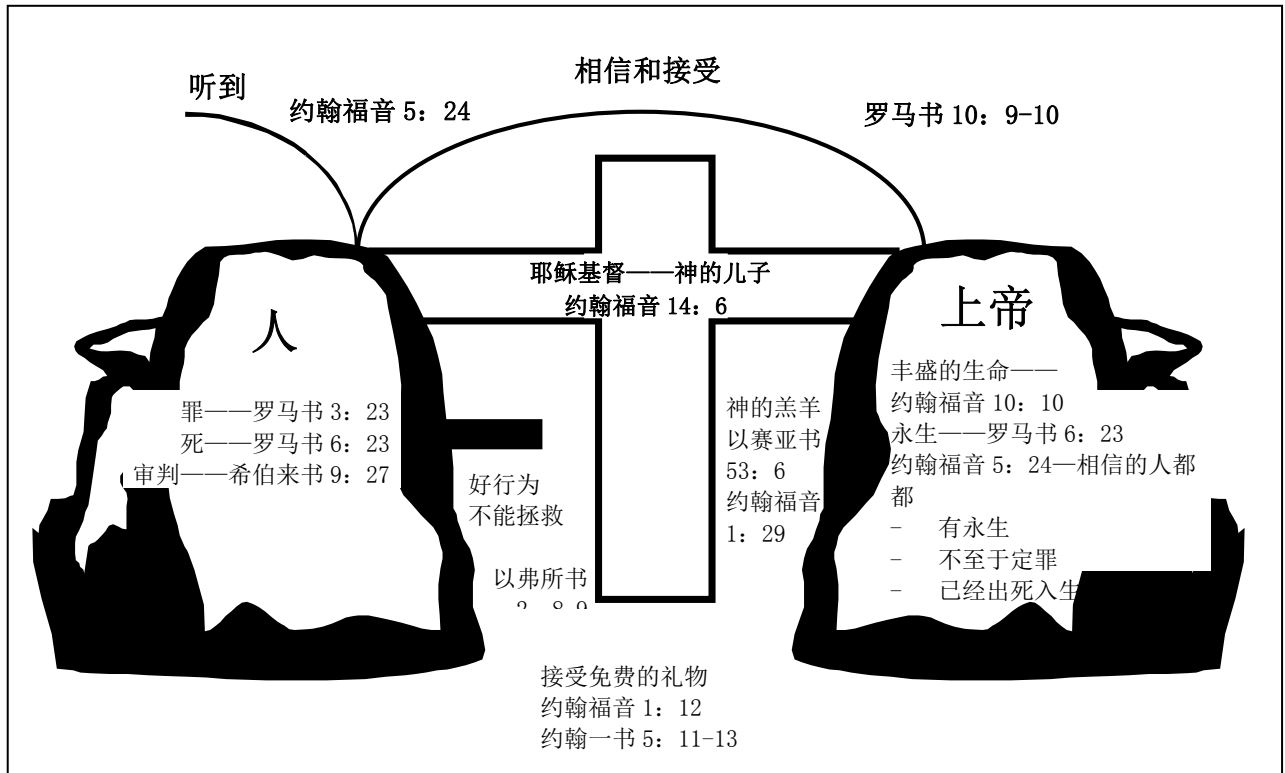 听到
相信和接受
约翰福音 5：24
罗马书 10：9-10
耶稣基督——神的儿子
约翰福音 14：6
人
罪——罗马书 3：23
死——罗马书 6：23
审判——希伯来书 9：27
好行为
不能拯救
以弗所书
神的羔羊
以赛亚书
53：6
约翰福音
1：29
上帝
丰盛的生命——
约翰福音 10：10
永生——罗马书 6：23
约翰福音 5：24—相信的人都
都
- 有永生
- 不至于定罪
- 已经出死入生
接受免费的礼物
约翰福音 1：12
约翰一书 5：11-13